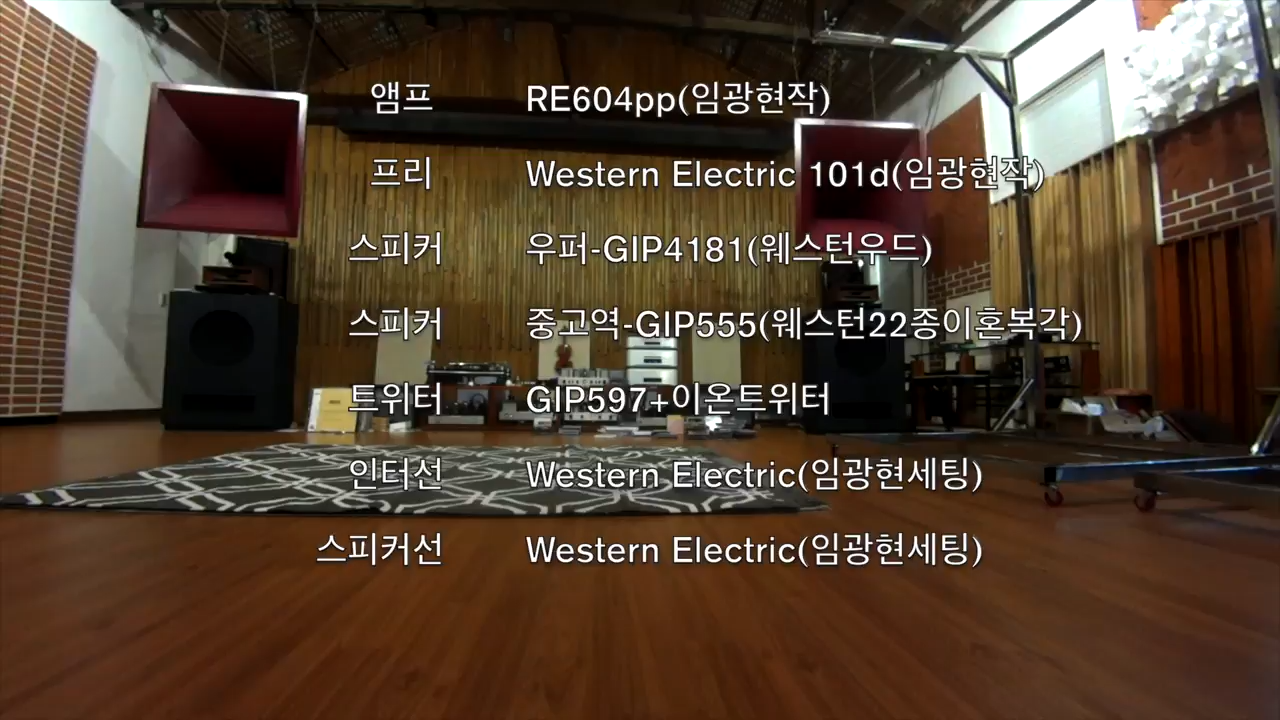 앰프 RE604pp(임광현작)
프리 Western Electric 101d(임광현작)
스피커 우퍼-GIP4181(웨스턴우드)
스피커 중고역-GIP555(웨스턴22종이혼복각)
트위터 GIP597+이온트위터
인터선 Western Electric(임광현세팅)
스피커선 Western Electric(임광현세팅)